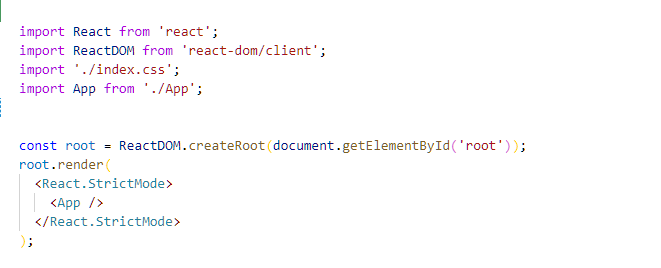 import React from 'react';
import ReactDOM from 'react-dom/client';
import './index.css';
import App from './App';
const root = ReactDOM.createRoot(document.getElementById('root'));
root.render(
  <React.StrictMode>
    <App />
  </React.StrictMode>
);